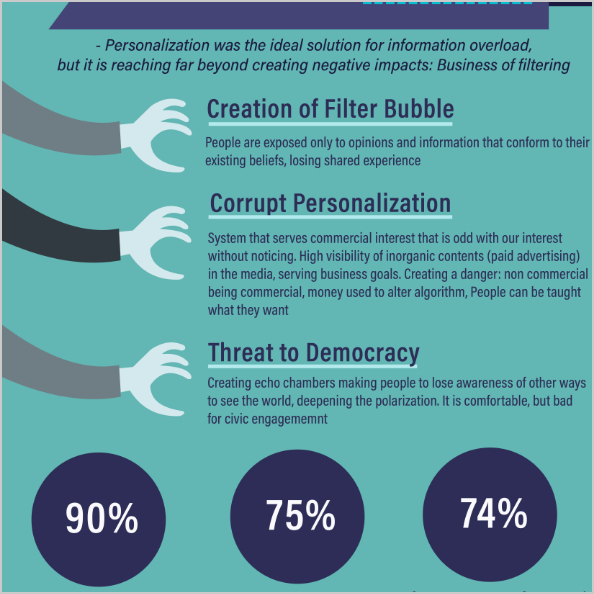 - Personalization was the ideal solution for information overload,
but it is reaching far beyond creating negative impacts: Business of filtering
Creation of Filter Bubble
People are exposed only to opinions and information that conform to their
existing beliefs, losing shared experience
Corrupt Personalization
System that serves commercial interest that is odd with our interest
without noticing. High visibility of inorganic contents (paid advertising)
in the media, serving business goals. Creating a danger: non commercial
being commercial, money used to alter algorithm, People can be taught
what they want
Threat to Democracy
Creating echo chambers making people to lose awareness of other ways
to see the world, deepening the polarization. It is comfortable, but bad
for civic engagememnt
90% 75% 74%